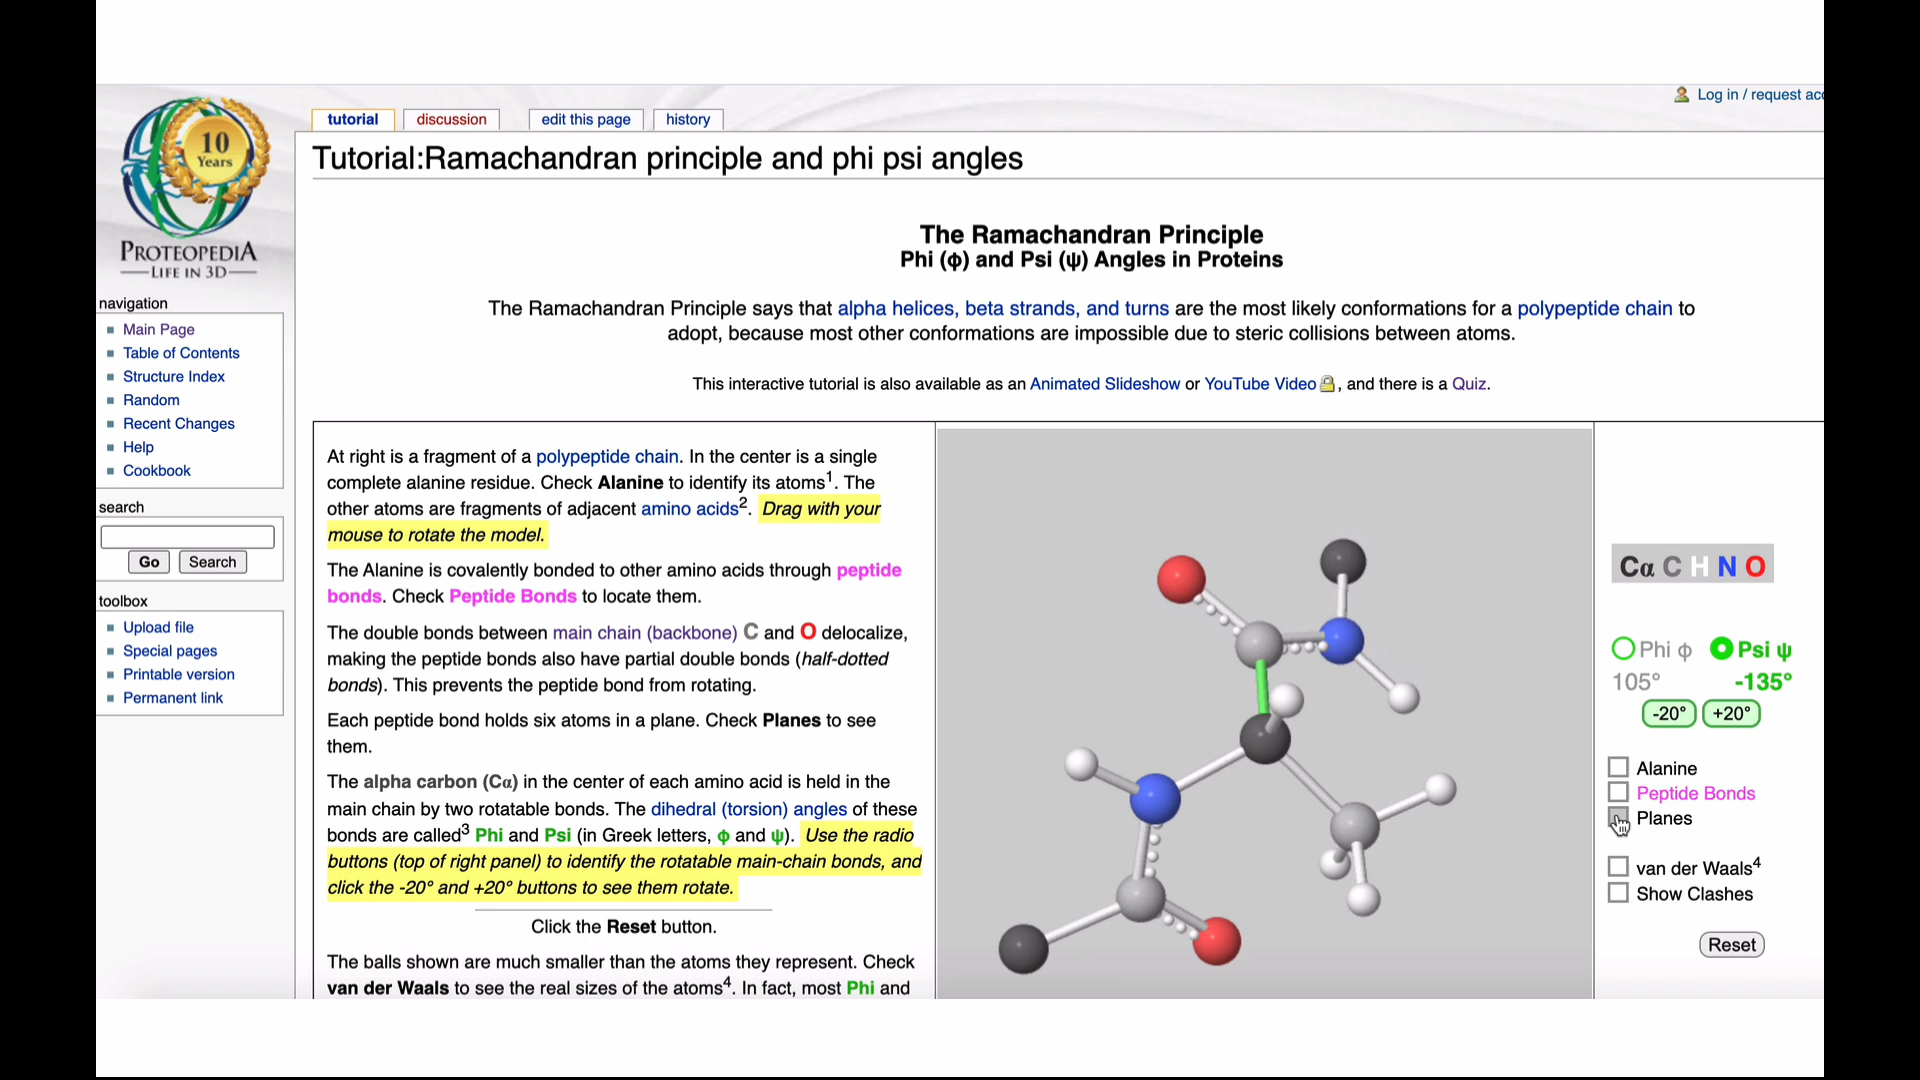 Log in / request acc
10
Years
PROTEOPEDIA
LIFE IN 3D
tutorial
discussion
edit this page
history
Tutorial:Ramachandran principle and phi psi angles
navigation
Main Page
Table of Contents
Structure Index
Random
Recent Changes
Help
Cookbook
search
Go
Search
toolbox
Upload file
Special pages
Printable version
Permanent link
The Ramachandran Principle
Phi (ϕ) and Psi (ψ) Angles in Proteins
The Ramachandran Principle says that alpha helices, beta strands, and turns are the most likely conformations for a polypeptide chain to
adopt, because most other conformations are impossible due to steric collisions between atoms.
This interactive tutorial is also available as an Animated Slideshow or YouTube Video, and there is a Quiz.
At right is a fragment of a polypeptide chain. In the center is a single
complete alanine residue. Check Alanine to identify its atoms1. The
other atoms are fragments of adjacent amino acids2. Drag with your
mouse to rotate the model.
The Alanine is covalently bonded to other amino acids through peptide
bonds. Check Peptide Bonds to locate them.
The double bonds between main chain (backbone) C and O delocalize,
making the peptide bonds also have partial double bonds (half-dotted
bonds). This prevents the peptide bond from rotating.
Each peptide bond holds six atoms in a plane. Check Planes to see
them.
The alpha carbon (Cα) in the center of each amino acid is held in the
main chain by two rotatable bonds. The dihedral (torsion) angles of these
bonds are called3 Phi and Psi (in Greek letters, ϕ and ψ). Use the radio
buttons (top of right panel) to identify the rotatable main-chain bonds, and
click the -20° and +20° buttons to see them rotate.
Click the Reset button.
The balls shown are much smaller than the atoms they represent. Check
van der Waals to see the real sizes of the atoms4. In fact, most Phi and
Cα C H N O
Phi ϕ Psi ψ
105° -135°
-20° +20°
Alanine
Peptide Bonds
Planes
van der Waals4
Show Clashes
Reset